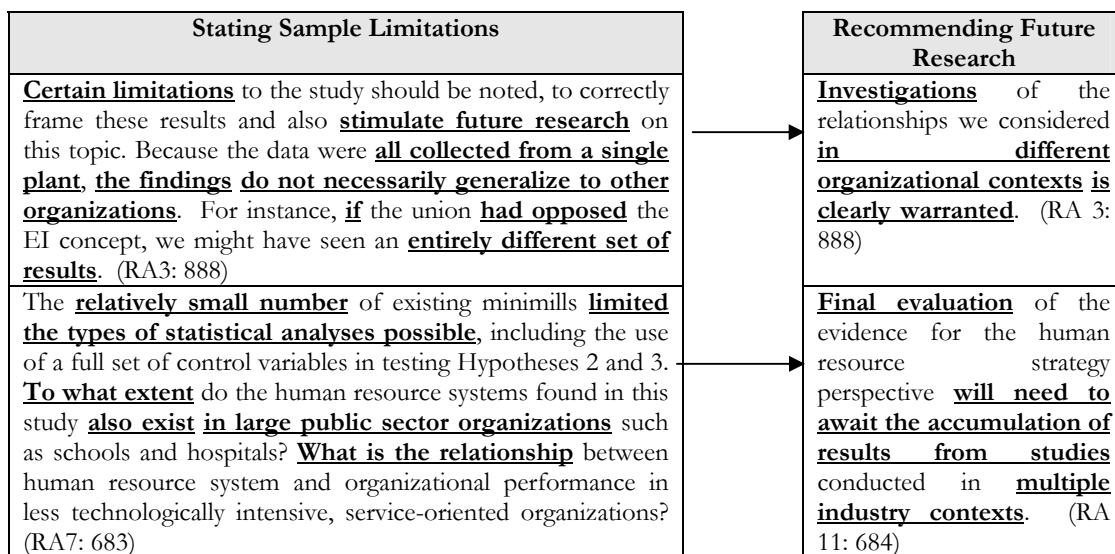 Stating Sample Limitations
Certain limitations to the study should be noted, to correctly
frame these results and also stimulate future research on
this topic. Because the data were all collected from a single
plant, the findings do not necessarily generalize to other
organizations. For instance, if the union had opposed the
EI concept, we might have seen an entirely different set of
results. (RA3: 888)
The relatively small number of existing minimills limited
the types of statistical analyses possible, including the use
of a full set of control variables in testing Hypotheses 2 and 3.
To what extent do the human resource systems found in this
study also exist in large public sector organizations such
as schools and hospitals? What is the relationship between
human resource system and organizational performance in
less technologically intensive, service-oriented organizations?
(RA7: 683)
Recommending Future
Research
Investigations of the
relationships we considered
in different
organizational contexts is
clearly warranted. (RA 3:
888)
Final evaluation of the
evidence for the human
resource strategy
perspective will need to
await the accumulation of
results from studies
conducted in multiple
industry contexts. (RA
11: 684)